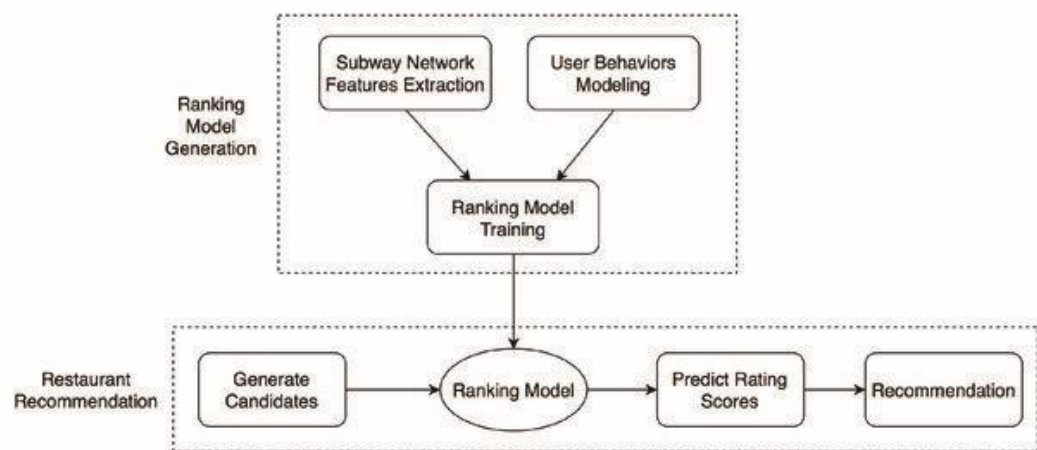 Subway Network
Features Extraction
User Behaviors
Modeling
Ranking
Model
Generation
Ranking Model
Training
Restaurant
Recommendation
Generate
Candidates
Ranking Model
Predict Rating
Scores
Recommendation